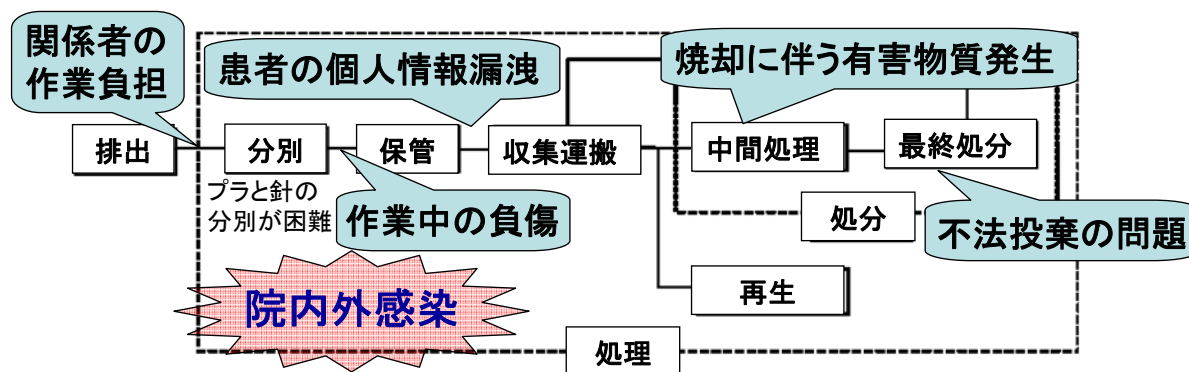 関係者の
作業負担
患者の個人情報漏洩
焼却に伴う有害物質発生
排出
分別
保管
収集運搬
中間処理
最終処分
プラと針の
分別が困難
作業中の負傷
処分
不法投棄の問題
院内外感染
再生
処理